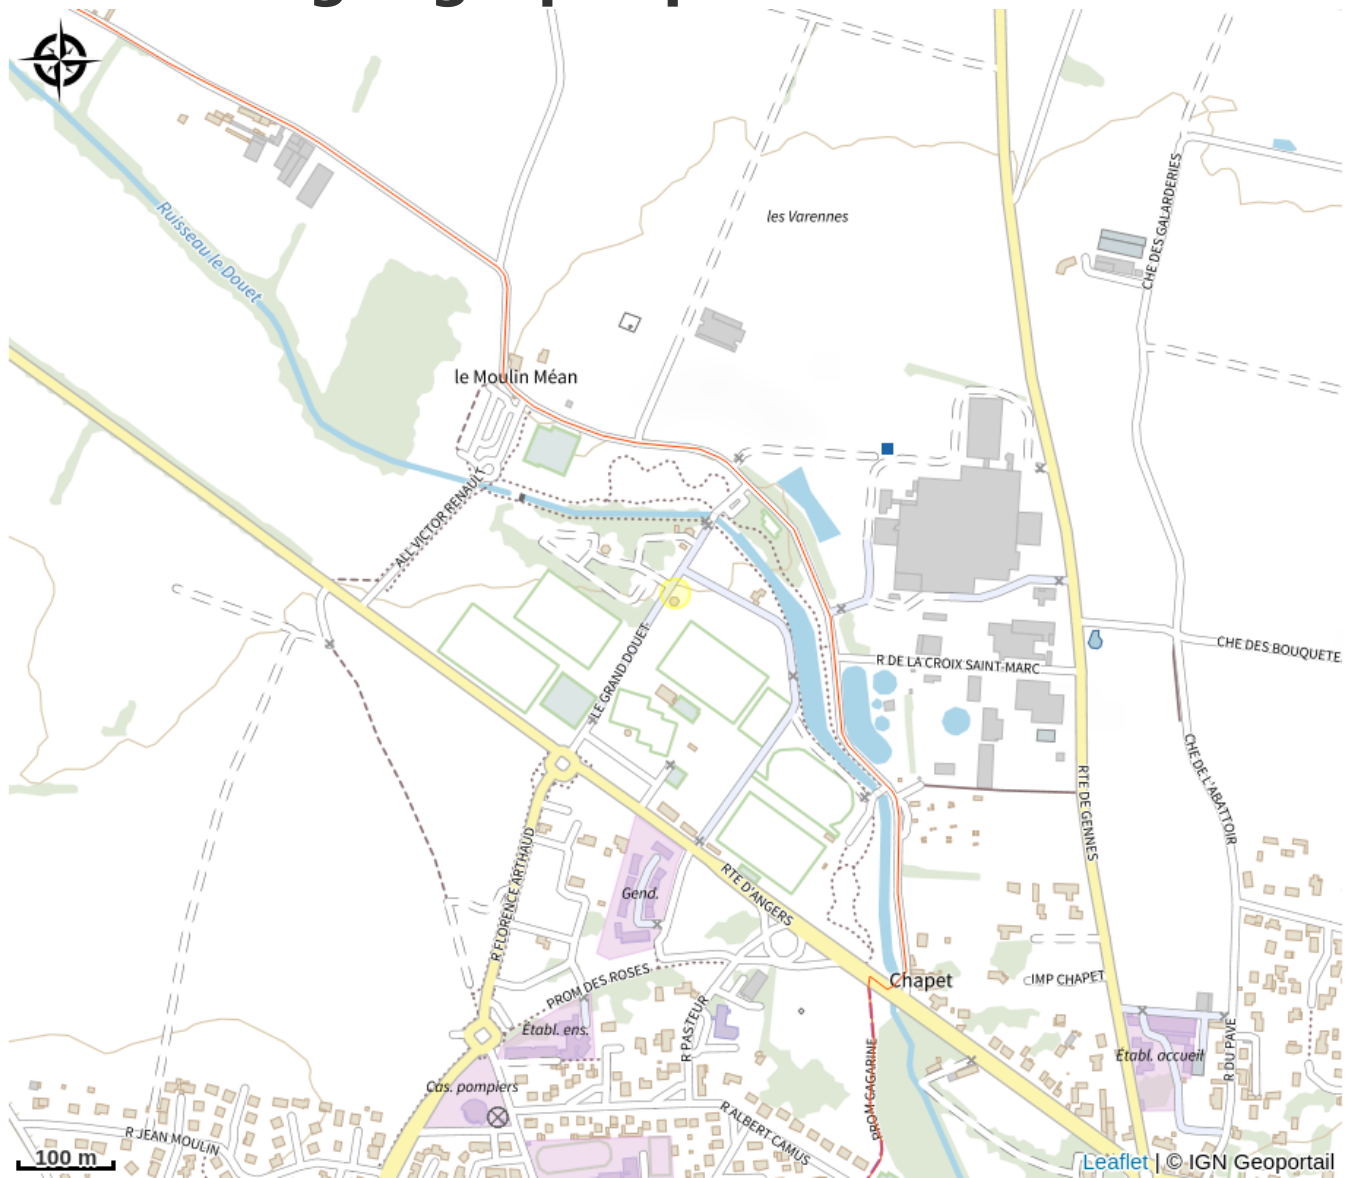 les Varennes
CHE DES GALARDERIES
Ruisseau le Douet
le Moulin Méan
ALL VICTOR RENAULT
LE GRAND DOUET
R DE LA CROIX SAINT-MARC
CHE DES BOUQUETE
RTE DE GENNES
CHE DE L'ABATTOIR
R FLORENCE ARTHAUD
Gend.
RTE D'ANGERS
PROM DES ROSES
Chapet
IMP CHAPET
Établ. ens.
R PASTEUR
PROM GAGARINE
Établ. accueil
R DU PAVE
Cas. pompiers
R JEAN MOULIN
R ALBERT CAMUS
100 m
Leaflet | © IGN Geoportail